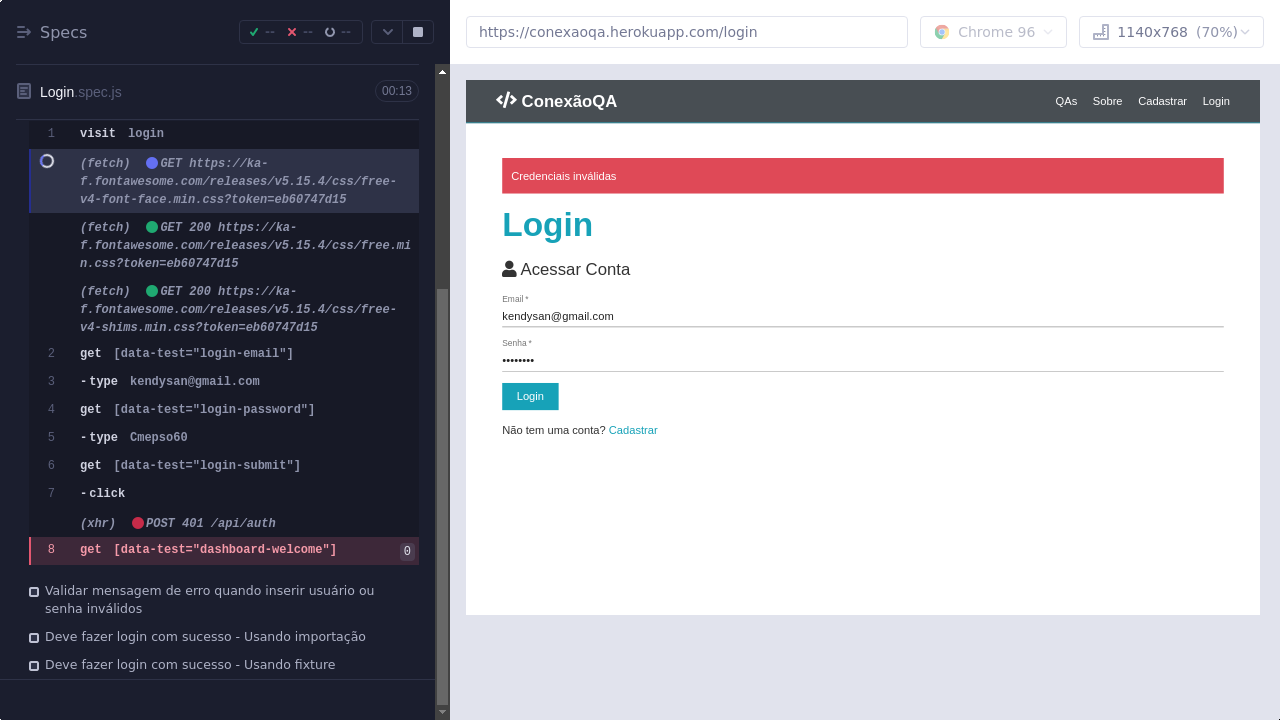 Specs
--
--
--
Login.spec.js
00:13
1 visit login
(fetch) GET https://ka-
f.fontawesome.com/releases/v5.15.4/css/free-
v4-font-face.min.css?token=eb60747d15
(fetch) GET 200 https://ka-
f.fontawesome.com/releases/v5.15.4/css/free.mi
n.css?token=eb60747d15
(fetch) GET 200 https://ka-
f.fontawesome.com/releases/v5.15.4/css/free-
v4-shims.min.css?token=eb60747d15
2 get [data-test="login-email"]
3 -type kendysan@gmail.com
4 get [data-test="login-password"]
5 -type Cmepso60
6 get [data-test="login-submit"]
7 -click
(xhr) POST 401 /api/auth
8 get [data-test="dashboard-welcome"] 0
Validar mensagem de erro quando inserir usuário ou
senha inválidos
Deve fazer login com sucesso - Usando importação
Deve fazer login com sucesso - Usando fixture
https://conexaoqa.herokuapp.com/login
Chrome 96
1140x768 (70%)
ConexãoQA
QAs Sobre Cadastrar Login
Credenciais inválidas
Login
Acessar Conta
Email *
kendysan@gmail.com
Senha *
••••••••
Login
Não tem uma conta? Cadastrar